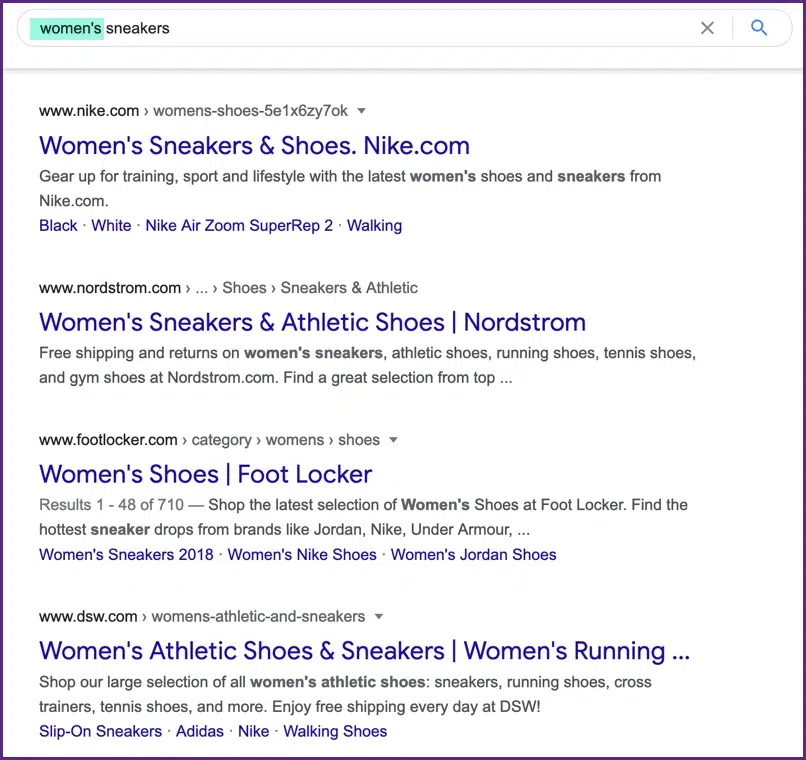 women's sneakers
www.nike.com › womens-shoes-5e1x6zy7ok
Women's Sneakers & Shoes. Nike.com
Gear up for training, sport and lifestyle with the latest women's shoes and sneakers from
Nike.com.
Black · White · Nike Air Zoom SuperRep 2 · Walking
www.nordstrom.com › ... › Shoes › Sneakers & Athletic
Women's Sneakers & Athletic Shoes | Nordstrom
Free shipping and returns on women's sneakers, athletic shoes, running shoes, tennis shoes,
and gym shoes at Nordstrom.com. Find a great selection from top ...
www.footlocker.com › category › womens › shoes
Women's Shoes | Foot Locker
Results 1 - 48 of 710 — Shop the latest selection of Women's Shoes at Foot Locker. Find the
hottest sneaker drops from brands like Jordan, Nike, Under Armour, ...
Women's Sneakers 2018 · Women's Nike Shoes · Women's Jordan Shoes
www.dsw.com › womens-athletic-and-sneakers
Women's Athletic Shoes & Sneakers | Women's Running ...
Shop our large selection of all women's athletic shoes: sneakers, running shoes, cross
trainers, tennis shoes, and more. Enjoy free shipping every day at DSW!
Slip-On Sneakers · Adidas · Nike · Walking Shoes